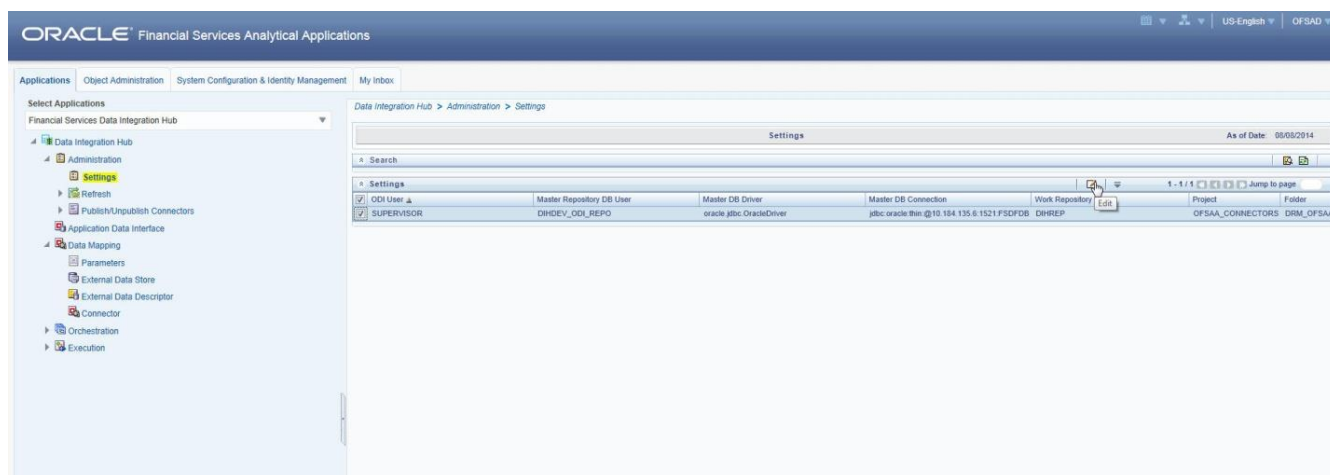 ORACLE® Financial Services Analytical Applications
US-English OFSAD
Applications Object Administration System Configuration & Identity Management My Inbox
Select Applications
Financial Services Data Integration Hub
Data Integration Hub
Administration
Settings
Refresh
Publish/Unpublish Connectors
Application Data Interface
Data Mapping
Parameters
External Data Store
External Data Descriptor
Connector
Orchestration
Execution
Data Integration Hub > Administration > Settings
Settings As of Date: 08/08/2014
Search
Settings 1 - 1 / 1 Jump to page
ODI User Master Repository DB User Master DB Driver Master DB Connection Work Repository Project Folder
Edit
SUPERVISOR DIHDEV_ODI_REPO oracle.jdbc.OracleDriver jdbc:oracle:thin:@10.184.135.6:1521:FSDFDB DIHREP OFSAA_CONNECTORS DRM_OFSAA